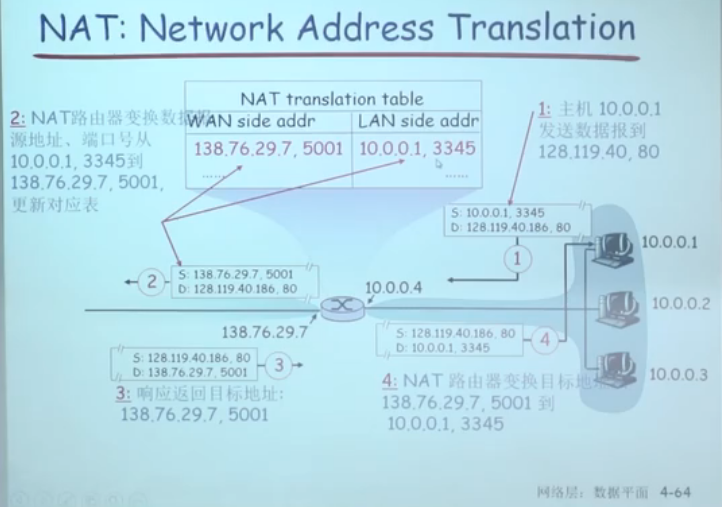 NAT: Network Address Translation
NAT translation table
WAN side addr LAN side addr
138.76.29.7, 5001 10.0.0.1, 3345
…… ……
2: NAT路由器变换数据
源地址、端口号从
10.0.0.1, 3345到
138.76.29.7, 5001,
更新对应表
1: 主机 10.0.0.1
发送数据报到
128.119.40, 80
S: 10.0.0.1, 3345
D: 128.119.40.186, 80
1
10.0.0.1
2
S: 138.76.29.7, 5001
D: 128.119.40.186, 80
10.0.0.4
10.0.0.2
138.76.29.7
S: 128.119.40.186, 80
D: 10.0.0.1, 3345
4
S: 128.119.40.186, 80
D: 138.76.29.7, 5001
3
10.0.0.3
3: 响应返回目标地址:
138.76.29.7, 5001
4: NAT 路由器变换目标地
138.76.29.7, 5001 到
10.0.0.1, 3345
网络层：数据平面 4-64